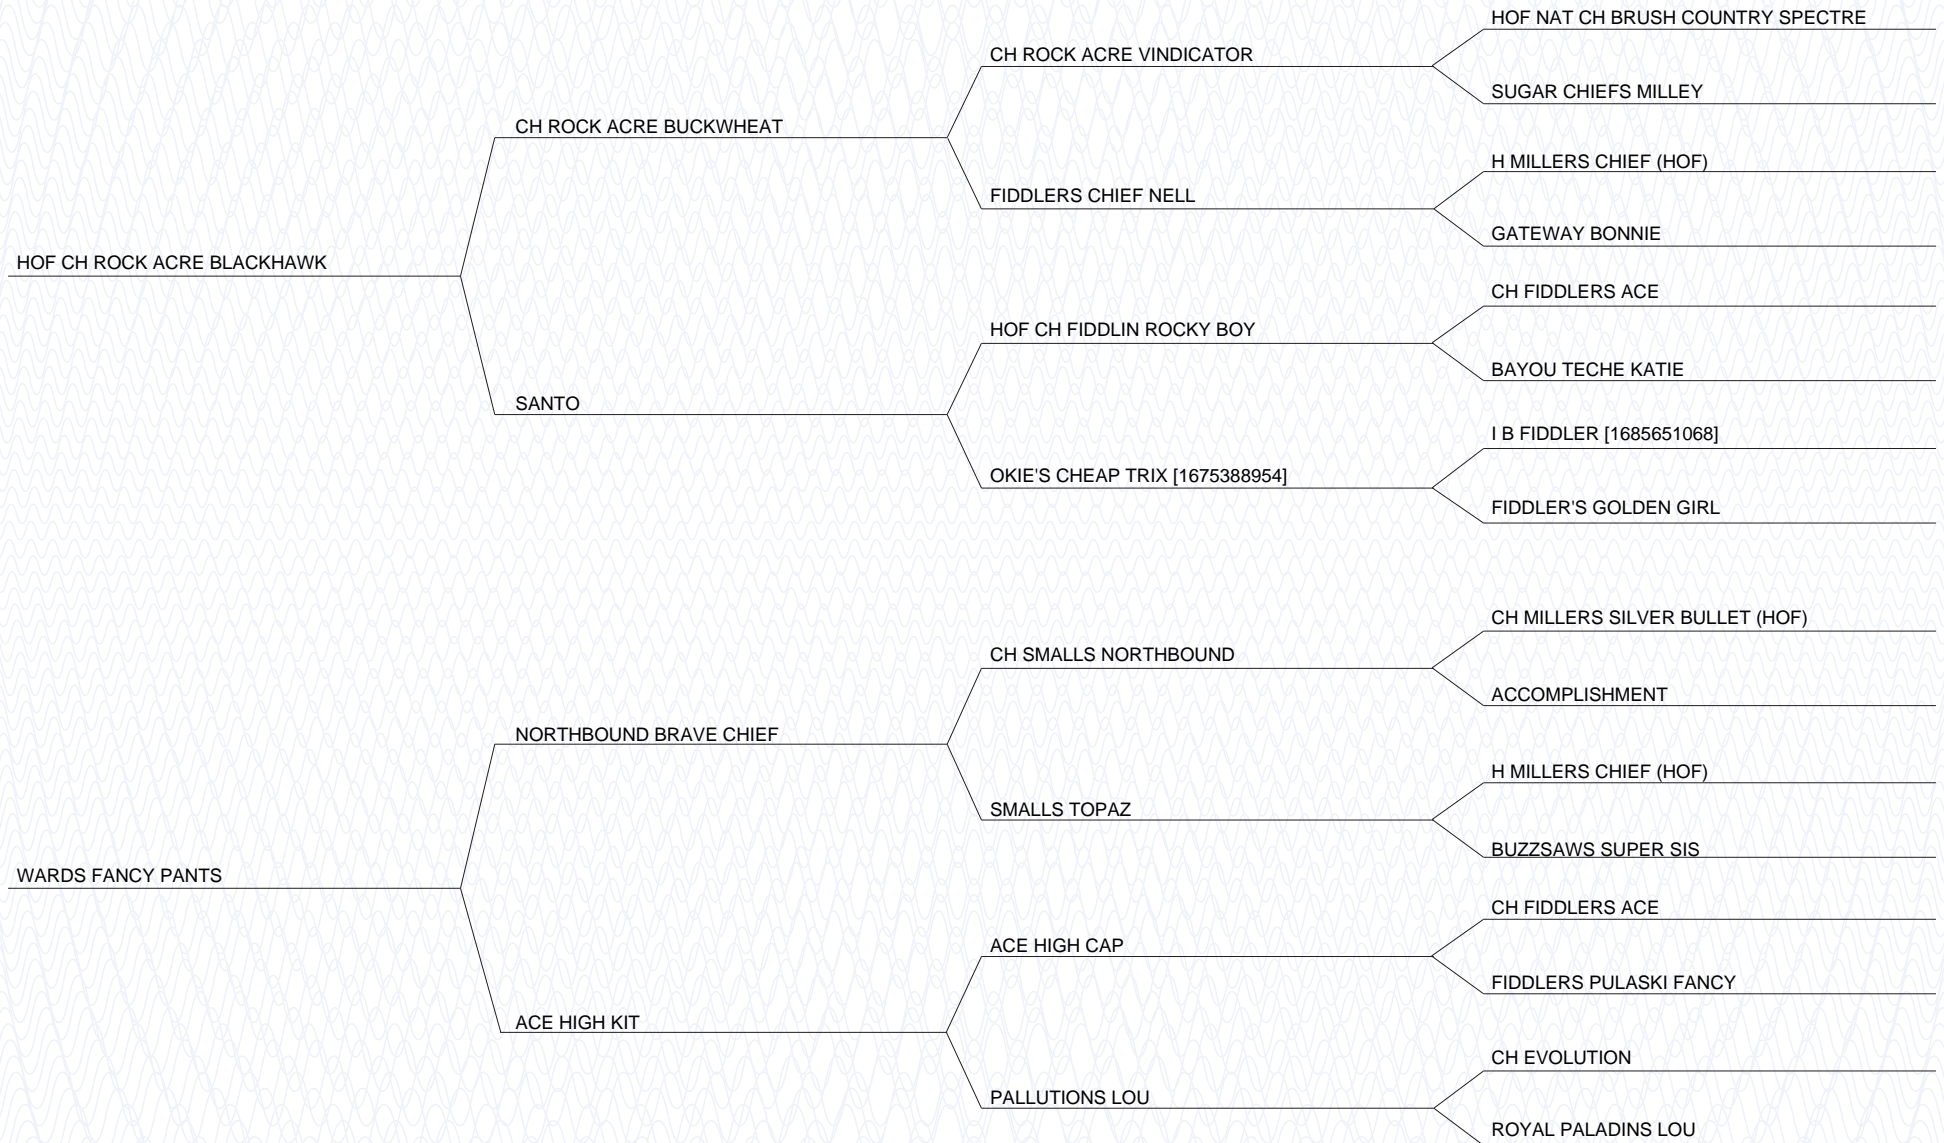 HOF NAT CH BRUSH COUNTRY SPECTRE
CH ROCK ACRE VINDICATOR
SUGAR CHIEFS MILLEY
CH ROCK ACRE BUCKWHEAT
H MILLERS CHIEF (HOF)
FIDDLERS CHIEF NELL
GATEWAY BONNIE
HOF CH ROCK ACRE BLACKHAWK
CH FIDDLERS ACE
HOF CH FIDDLIN ROCKY BOY
BAYOU TECHE KATIE
SANTO
I B FIDDLER [1685651068]
OKIE'S CHEAP TRIX [1675388954]
FIDDLER'S GOLDEN GIRL
CH MILLERS SILVER BULLET (HOF)
CH SMALLS NORTHBOUND
ACCOMPLISHMENT
NORTHBOUND BRAVE CHIEF
H MILLERS CHIEF (HOF)
SMALLS TOPAZ
BUZZSAWS SUPER SIS
WARDS FANCY PANTS
CH FIDDLERS ACE
ACE HIGH CAP
FIDDLERS PULASKI FANCY
ACE HIGH KIT
CH EVOLUTION
PALLUTIONS LOU
ROYAL PALADINS LOU